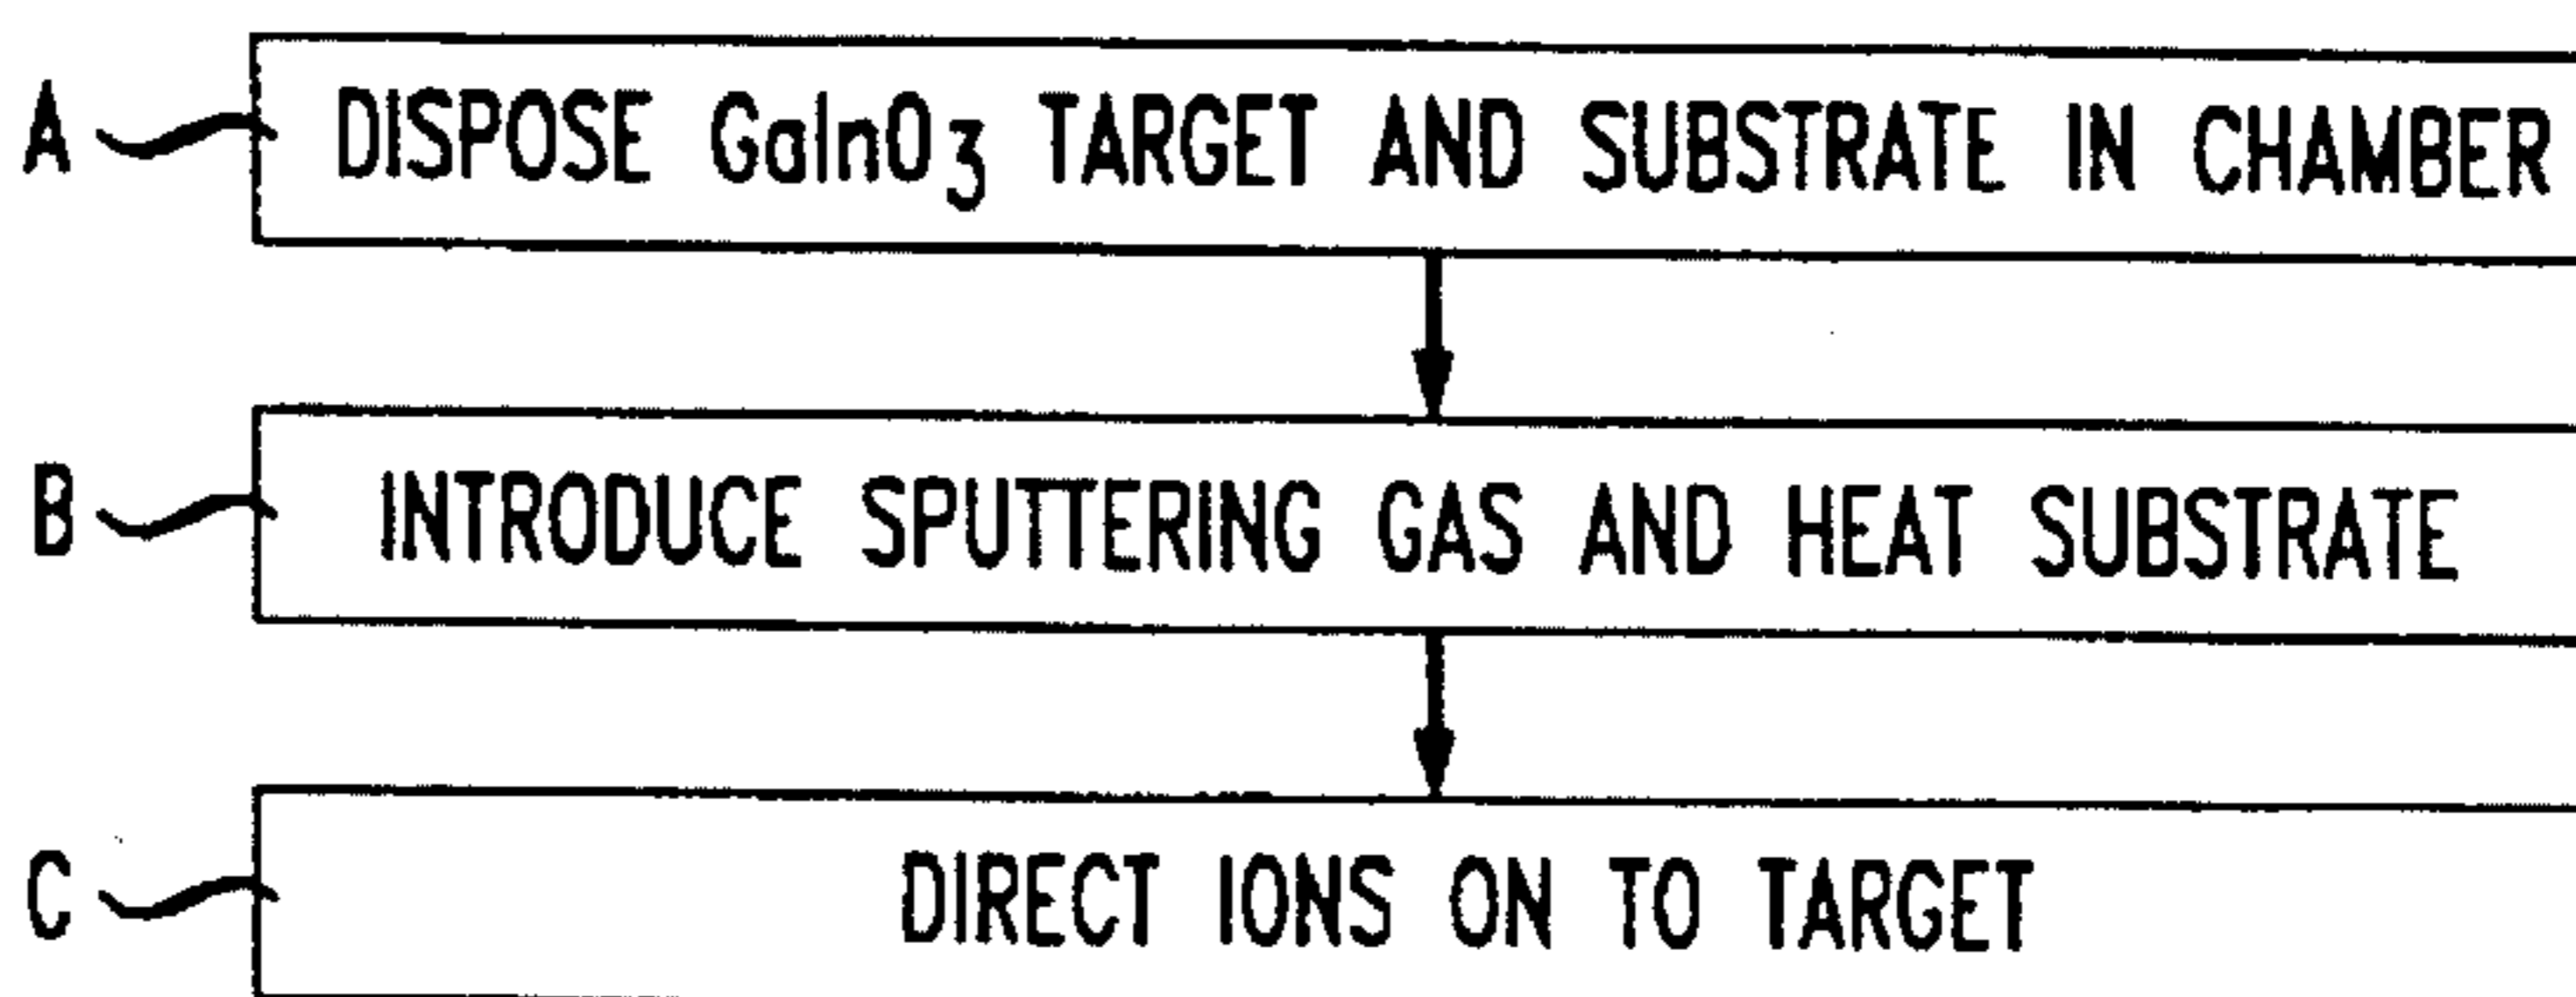 A DISPOSE GaInO3 TARGET AND SUBSTRATE IN CHAMBER
B INTRODUCE SPUTTERING GAS AND HEAT SUBSTRATE
C DIRECT IONS ON TO TARGET